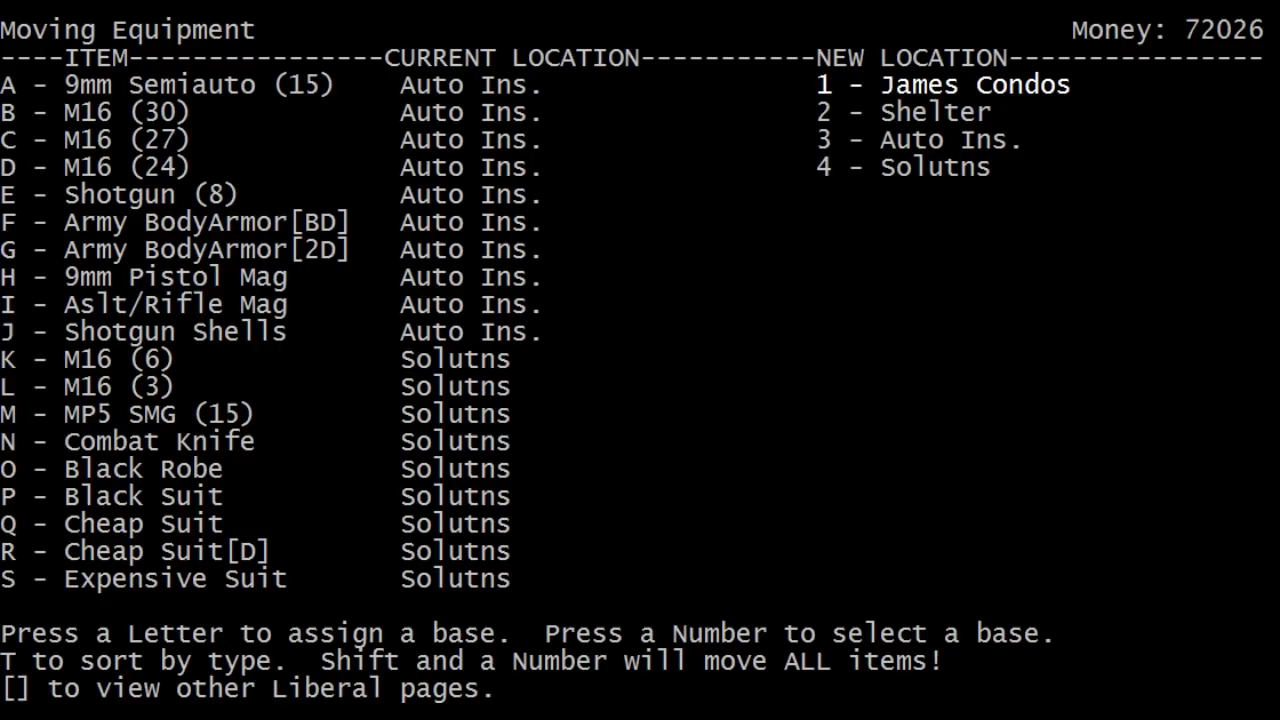 Moving Equipment Money: 72026
----ITEM----------------CURRENT LOCATION-----------NEW LOCATION----------------
A - 9mm Semiauto (15) Auto Ins. 1 - James Condos
B - M16 (30) Auto Ins. 2 - Shelter
C - M16 (27) Auto Ins. 3 - Auto Ins.
D - M16 (24) Auto Ins. 4 - Solutns
E - Shotgun (8) Auto Ins.
F - Army BodyArmor[BD] Auto Ins.
G - Army BodyArmor[2D] Auto Ins.
H - 9mm Pistol Mag Auto Ins.
I - Aslt/Rifle Mag Auto Ins.
J - Shotgun Shells Auto Ins.
K - M16 (6) Solutns
L - M16 (3) Solutns
M - MP5 SMG (15) Solutns
N - Combat Knife Solutns
O - Black Robe Solutns
P - Black Suit Solutns
Q - Cheap Suit Solutns
R - Cheap Suit[D] Solutns
S - Expensive Suit Solutns
Press a Letter to assign a base. Press a Number to select a base.
T to sort by type. Shift and a Number will move ALL items!
[] to view other Liberal pages.